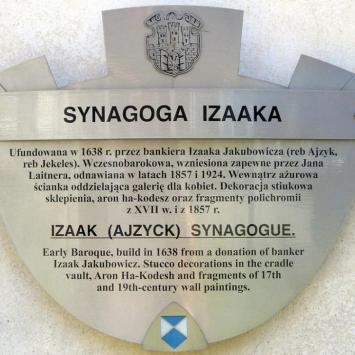 SYNAGOGA IZAAKA
Ufundowana w 1638 r. przez bankiera Izaaka Jakubowicza (reb Ajzyk,
reb Jekeles). Wczesnobarokowa, wzniesiona zapewne przez Jana
Laitnera, odnawiana w latach 1857 i 1924. Wewnątrz ażurowa
ścianka oddzielająca galerię dla kobiet. Dekoracja stiukowa
sklepienia, aron ha-kodesz oraz fragmenty polichromii
z XVII w. i z 1857 r.
IZAAK (AJZYCK) SYNAGOGUE.
Early Baroque, build in 1638 from a donation of banker
Izaak Jakubowicz. Stucco decorations in the cradle
vault, Aron Ha-Kodesh and fragments of 17th
and 19th-century wall paintings.